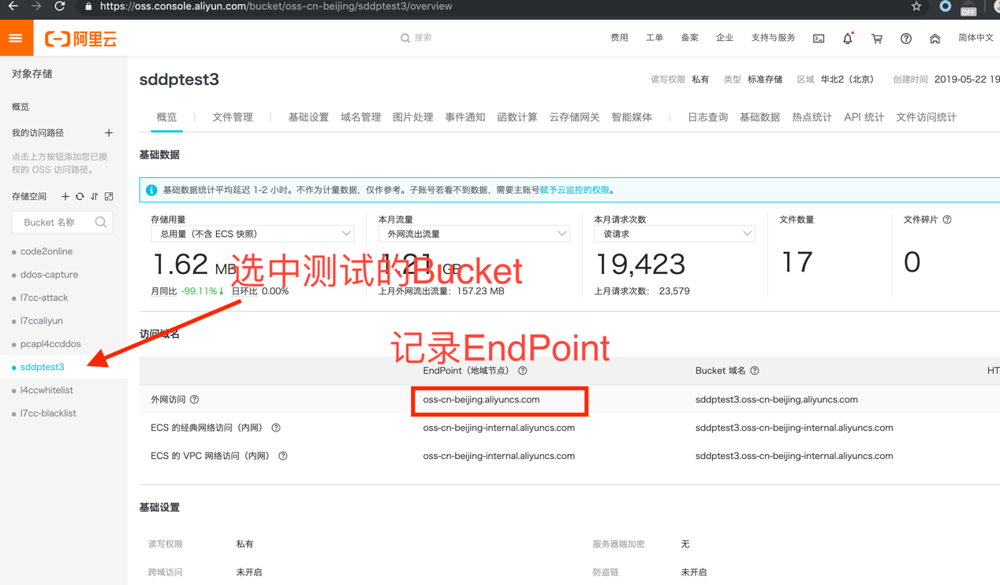 https://oss.console.aliyun.com/bucket/oss-cn-beijing/sddptest3/overview
OFF
阿里云
搜索
费用 工单 备案 企业 支持与服务 简体中文
对象存储
概览
我的访问路径
点击上方按钮添加您已授
权的 OSS 访问路径。
存储空间
Bucket 名称
code2online
ddos-capture
l7cc-attack
l7ccaliyun
pcapl4ccddos
sddptest3
l4ccwhitelist
l7cc-blacklist
sddptest3
读写权限 私有 类型 标准存储 区域 华北2（北京） 创建时间 2019-05-22 19
概览 文件管理 基础设置 域名管理 图片处理 事件通知 函数计算 云存储网关 智能媒体 日志查询 基础数据 热点统计 API 统计 文件访问统计
基础数据
基础数据统计平均延迟 1-2 小时。不作为计量数据，仅作参考。子账号若看不到数据，需要主账号赋予云监控的权限。
存储用量 本月流量 本月请求次数 文件数量 文件碎片
总用量（不含 ECS 快照） 外网流出流量 读请求
1.62 MB 1.21 GB 19,423 17 0
选中测试的Bucket
月同比 -99.11%↓ 日环比 0.00% 上月外网流出流量: 157.23 MB 上月请求次数: 23,579
访问域名
记录EndPoint
EndPoint（地域节点） Bucket 域名 HT
外网访问 oss-cn-beijing.aliyuncs.com sddptest3.oss-cn-beijing.aliyuncs.com
ECS 的经典网络访问（内网） oss-cn-beijing-internal.aliyuncs.com sddptest3.oss-cn-beijing-internal.aliyuncs.com
ECS 的 VPC 网络访问（内网） oss-cn-beijing-internal.aliyuncs.com sddptest3.oss-cn-beijing-internal.aliyuncs.com
基础设置
读写权限 私有 服务器端加密 无
跨域访问 未开启 防盗链 未开启